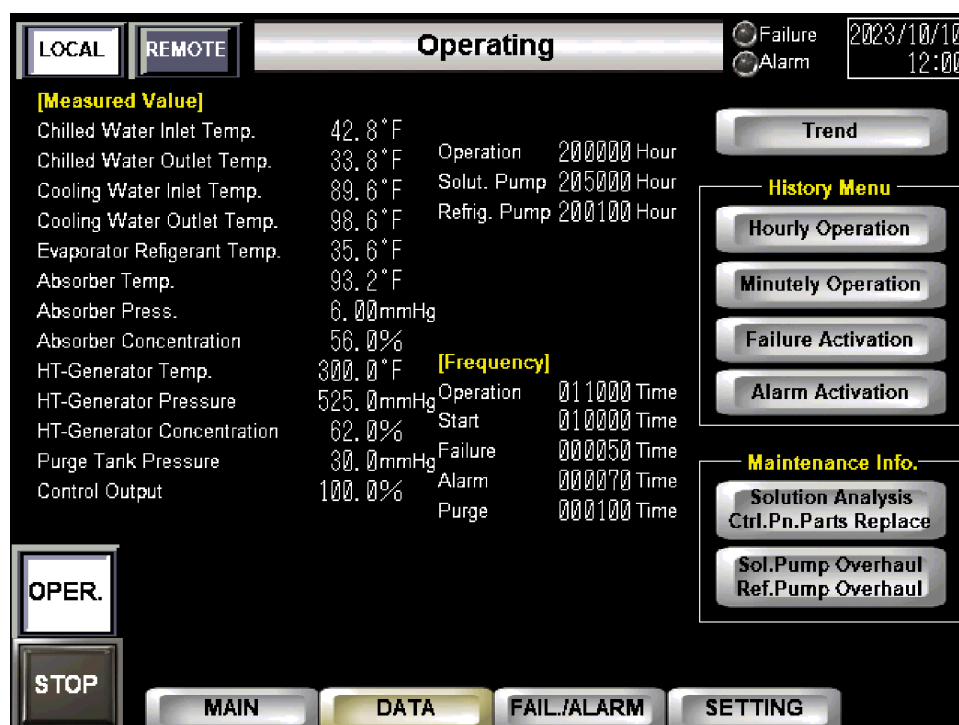 LOCAL REMOTE Operating Failure 2023/10/10
Alarm 12:00
[Measured Value]
Chilled Water Inlet Temp. 42.8°F
Chilled Water Outlet Temp. 33.8°F
Cooling Water Inlet Temp. 89.6°F
Cooling Water Outlet Temp. 98.6°F
Evaporator Refigerant Temp. 35.6°F
Absorber Temp. 93.2°F
Absorber Press. 6.00mmHg
Absorber Concentration 56.0%
HT-Generator Temp. 300.0°F
HT-Generator Pressure 525.0mmHg
HT-Generator Concentration 62.0%
Purge Tank Pressure 30.0mmHg
Control Output 100.0%
Operation 200000 Hour
Solut. Pump 205000 Hour
Refrig. Pump 200100 Hour
[Frequency]
Operation 011000 Time
Start 010000 Time
Failure 000050 Time
Alarm 000070 Time
Purge 000100 Time
Trend
History Menu
Hourly Operation
Minutely Operation
Failure Activation
Alarm Activation
Maintenance Info.
Solution Analysis
Ctrl.Pn.Parts Replace
Sol.Pump Overhaul
Ref.Pump Overhaul
OPER.
STOP
MAIN DATA FAIL./ALARM SETTING